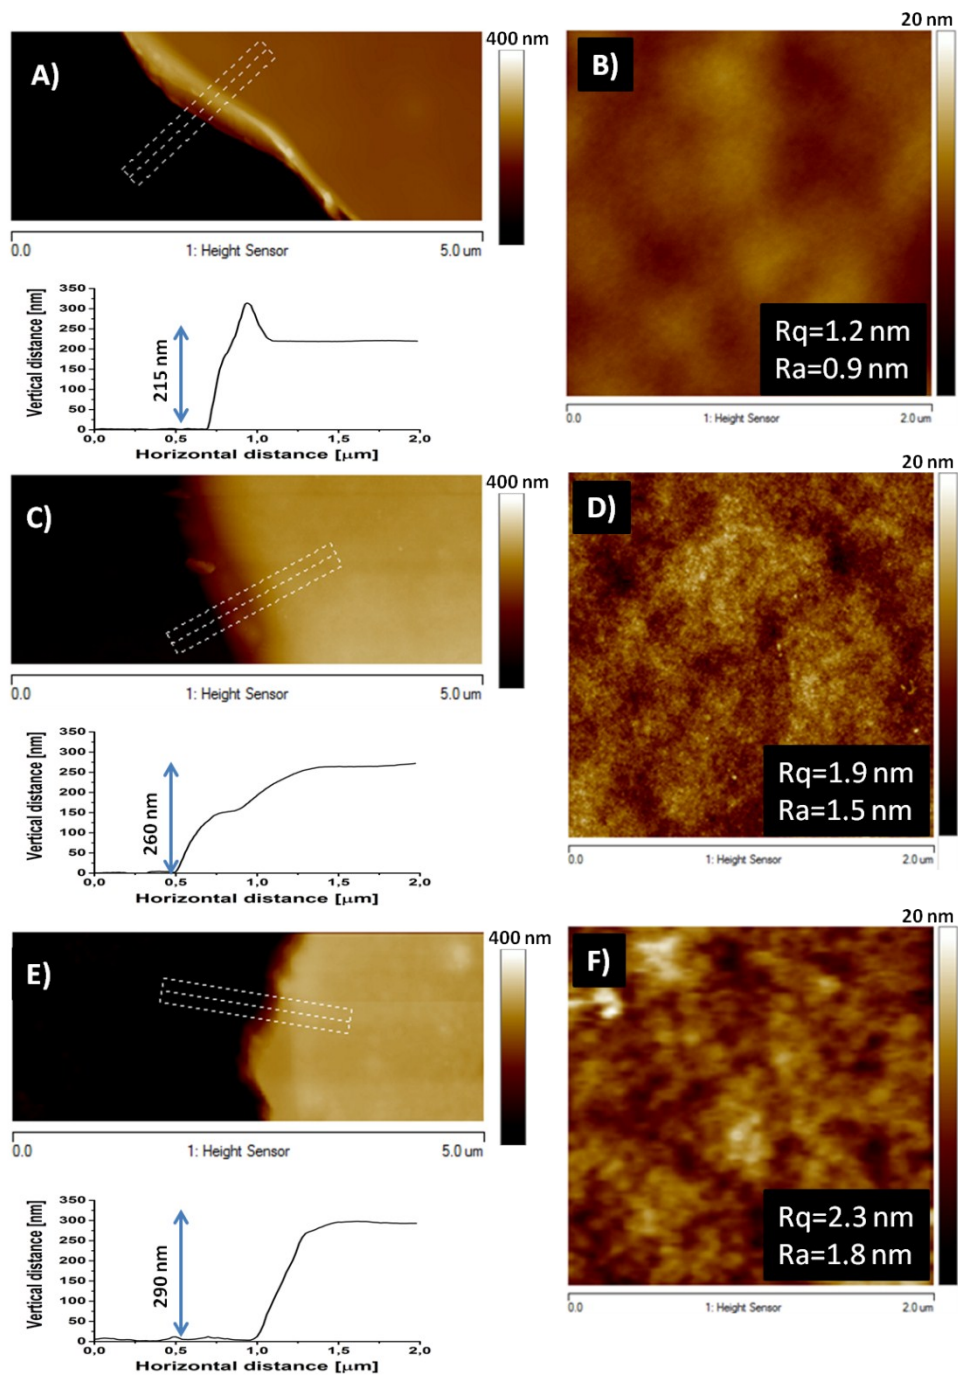 A)
400 nm
0.0 1: Height Sensor 5.0 um
Vertical distance [nm]
350
300
250
200
150
100
50
0
215 nm
0,0 0,5 1,0 1,5 2,0
Horizontal distance [μm]
B)
20 nm
Rq=1.2 nm
Ra=0.9 nm
0.0 1: Height Sensor 2.0 um
C)
400 nm
0.0 1: Height Sensor 5.0 um
Vertical distance [nm]
350
300
250
200
150
100
50
0
260 nm
0,0 0,5 1,0 1,5 2,0
Horizontal distance [μm]
D)
20 nm
Rq=1.9 nm
Ra=1.5 nm
0.0 1: Height Sensor 2.0 um
E)
400 nm
0.0 1: Height Sensor 5.0 um
Vertical distance [nm]
350
300
250
200
150
100
50
0
290 nm
0,0 0,5 1,0 1,5 2,0
Horizontal distance [μm]
F)
20 nm
Rq=2.3 nm
Ra=1.8 nm
0.0 1: Height Sensor 2.0 um